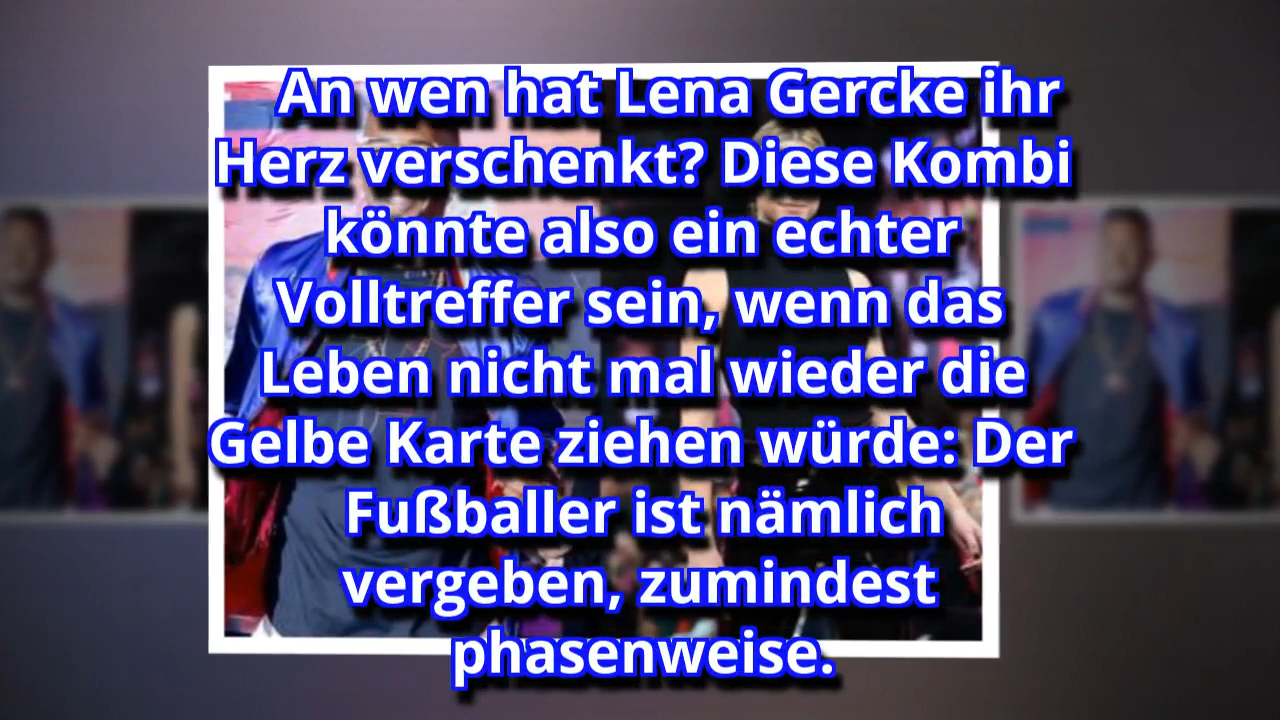 An wen hat Lena Gercke ihr
Herz verschenkt? Diese Kombi
könnte also ein echter
Volltreffer sein, wenn das
Leben nicht mal wieder die
Gelbe Karte ziehen würde: Der
Fußballer ist nämlich
vergeben, zumindest
phasenweise.